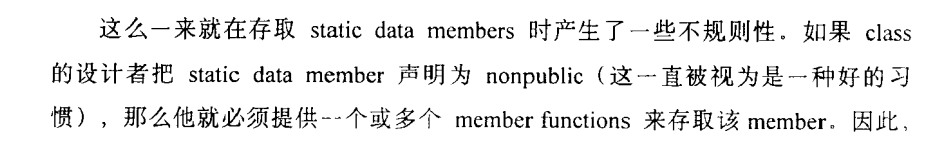 这么一来就在存取 static data members 时产生了一些不规则性。如果 class
的设计者把 static data member 声明为 nonpublic（这一直被视为是一种好的习
惯），那么他就必须提供一个或多个 member functions 来存取该 member。因此，